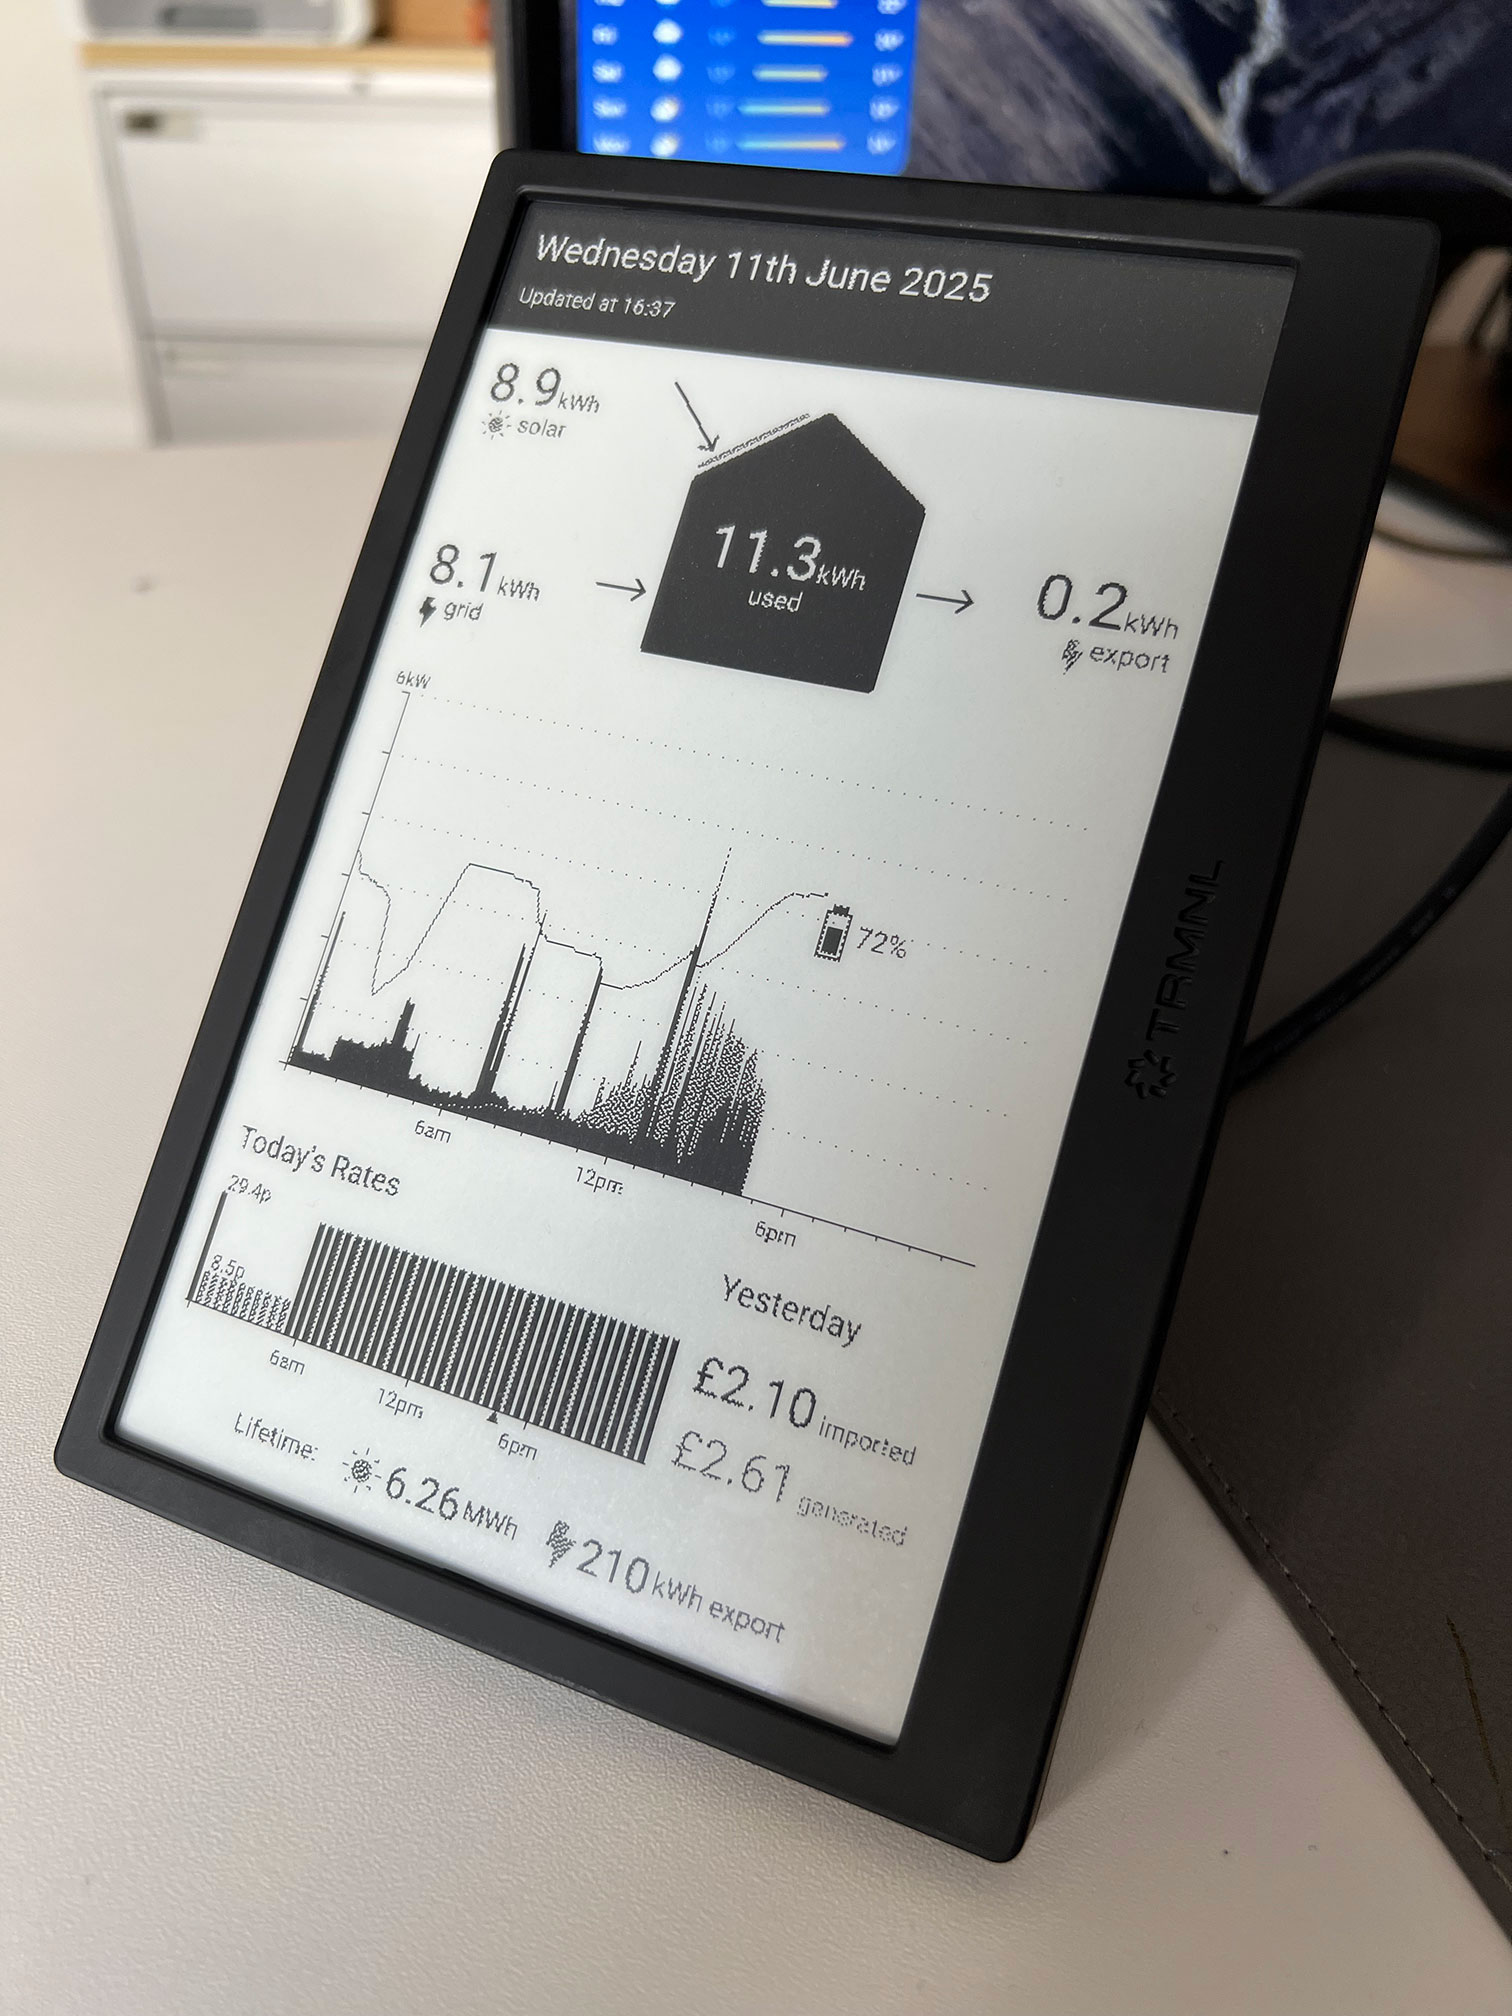 Wednesday 11th June 2025
Updated at 16:37
8.9kWh
solar
11.3kWh
used
8.1kWh
grid
0.2kWh
export
6kW
72%
6am
12pm
6pm
Today's Rates
29.4p
8.5p
6am
12pm
6pm
Yesterday
£2.10 imported
£2.61 generated
Lifetime: 6.26MWh 210kWh export
TRMNL